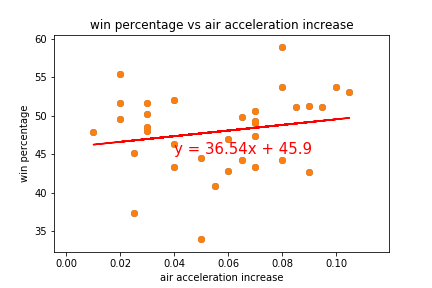 win percentage vs air acceleration increase
60
55
50
45
40
35
win percentage
y = 36.54x + 45.9
0.00 0.02 0.04 0.06 0.08 0.10
air acceleration increase